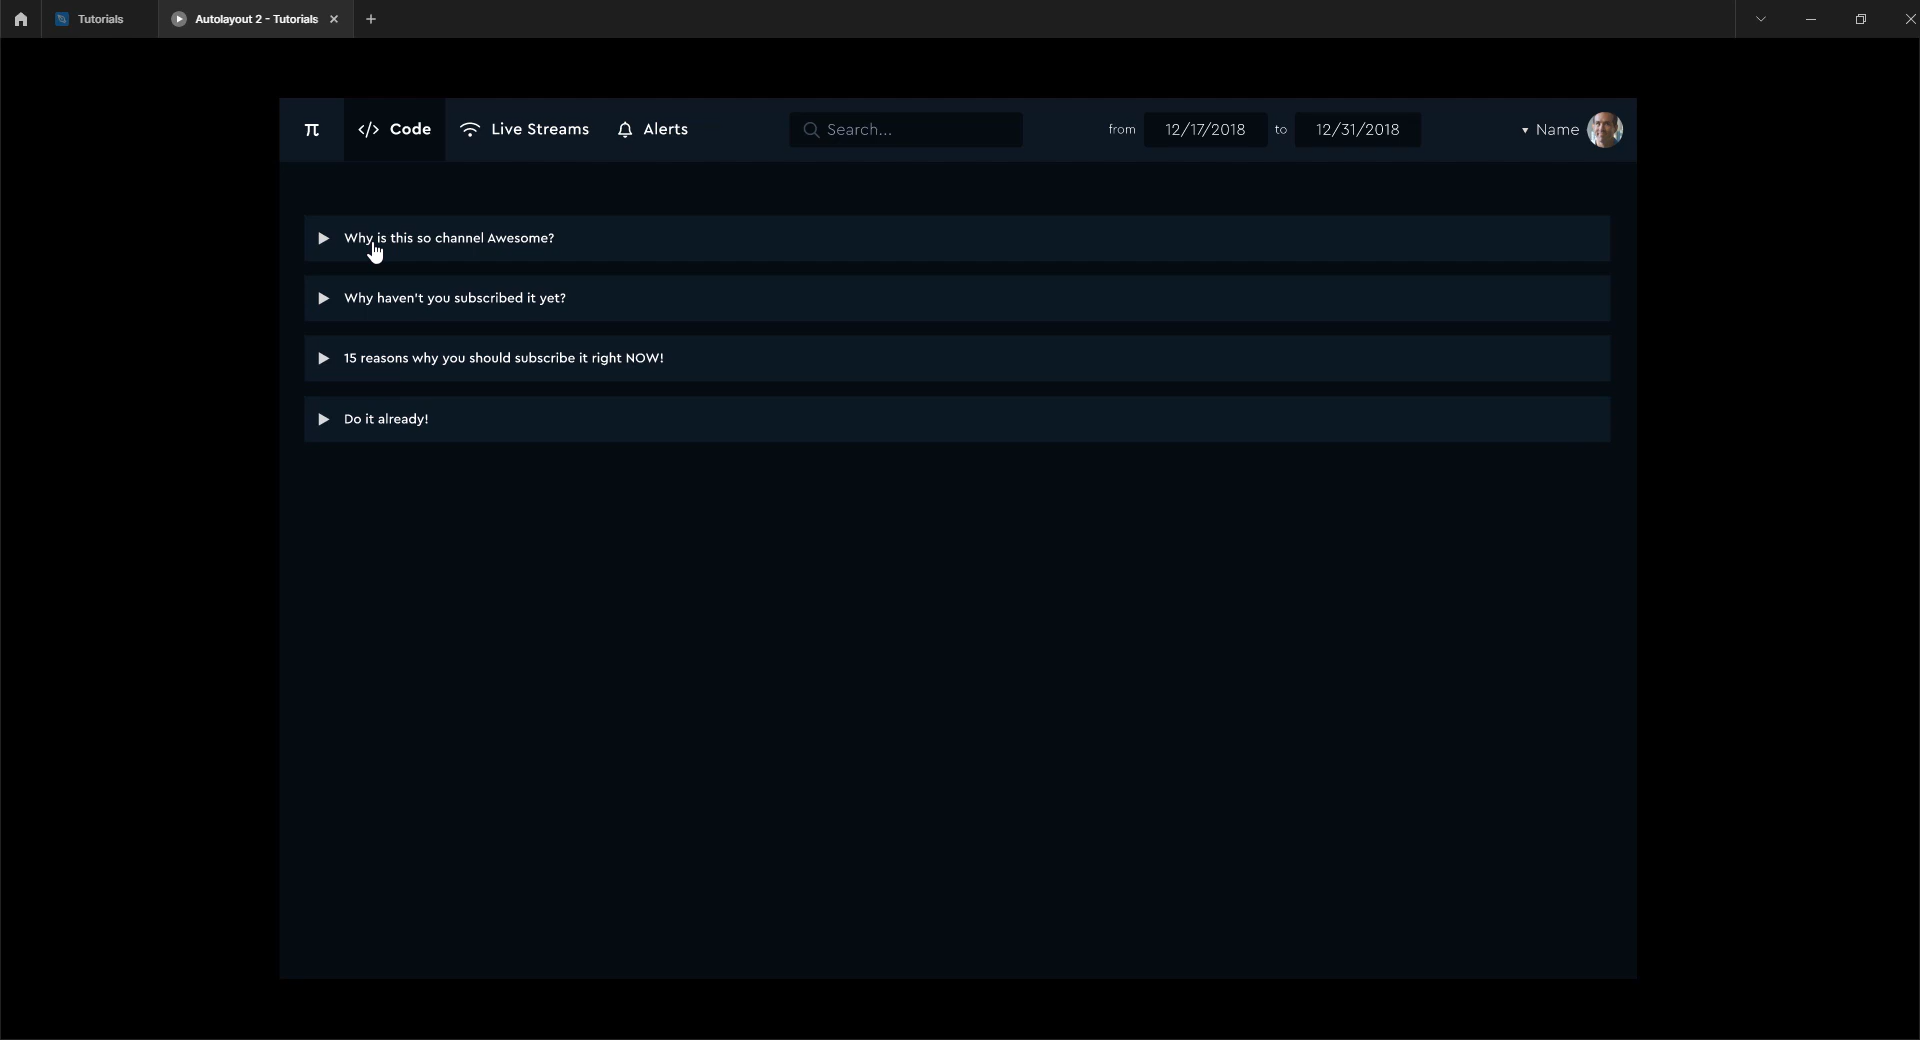 Tutorials
Autolayout 2 - Tutorials
π </> Code Live Streams Alerts Search... from 12/17/2018 to 12/31/2018 Name
Why is this so channel Awesome?
Why haven't you subscribed it yet?
15 reasons why you should subscribe it right NOW!
Do it already!